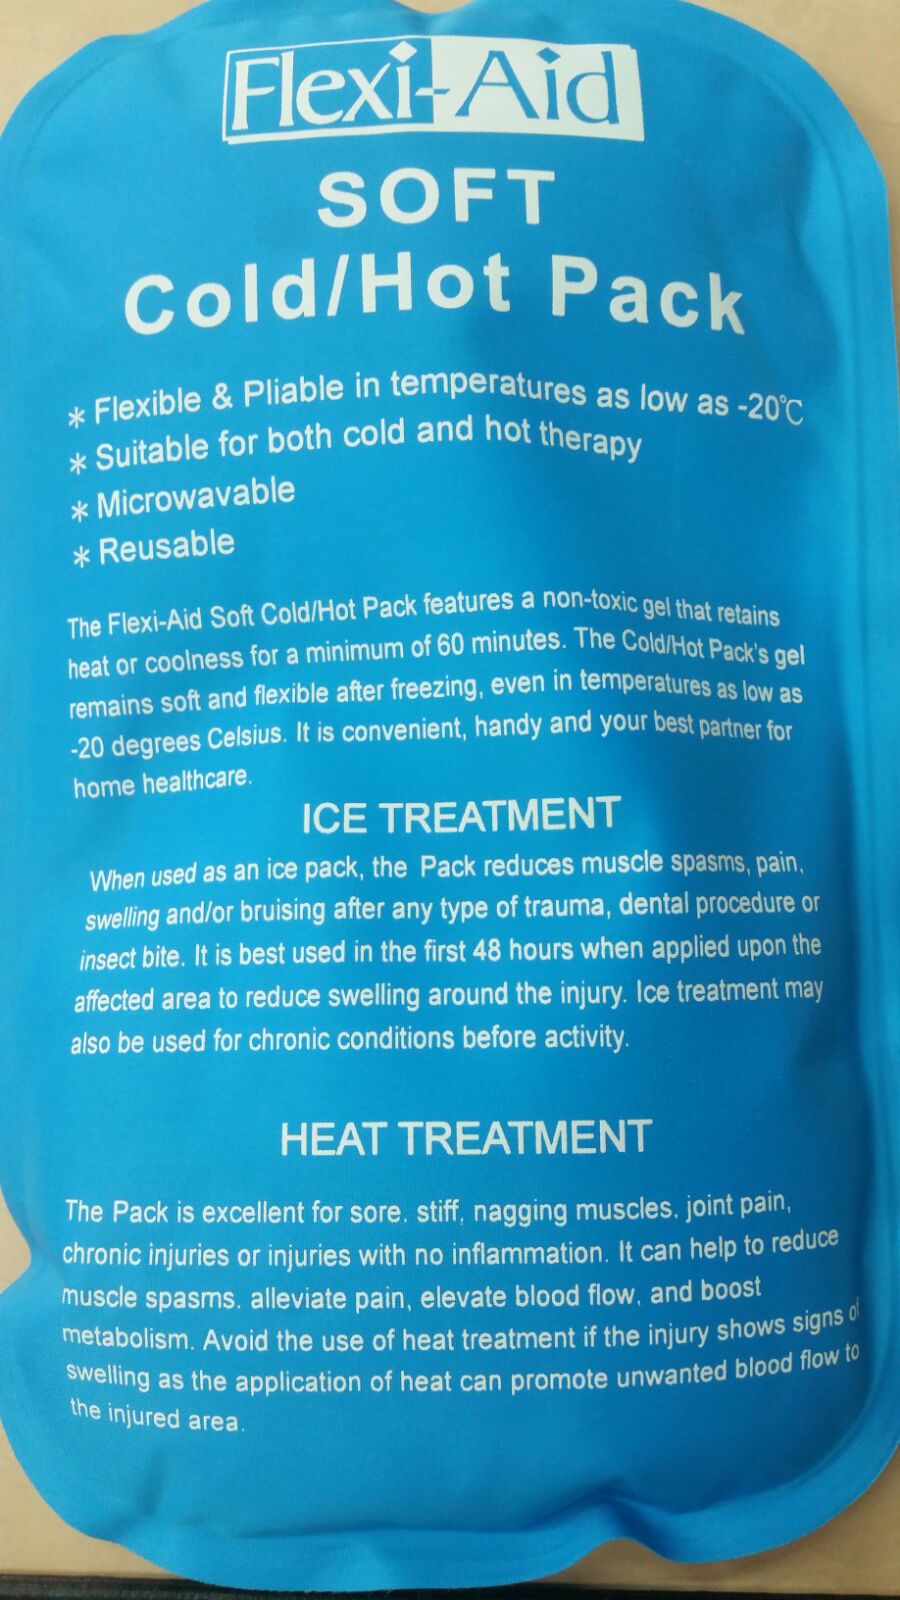 Flexi-Aid
SOFT
Cold/Hot Pack
* Flexible & Pliable in temperatures as low as -20℃
* Suitable for both cold and hot therapy
* Microwavable
* Reusable
The Flexi-Aid Soft Cold/Hot Pack features a non-toxic gel that retains
heat or coolness for a minimum of 60 minutes. The Cold/Hot Pack's gel
remains soft and flexible after freezing, even in temperatures as low as
-20 degrees Celsius. It is convenient, handy and your best partner for
home healthcare.
ICE TREATMENT
When used as an ice pack, the Pack reduces muscle spasms, pain,
swelling and/or bruising after any type of trauma, dental procedure or
insect bite. It is best used in the first 48 hours when applied upon the
affected area to reduce swelling around the injury. Ice treatment may
also be used for chronic conditions before activity.
HEAT TREATMENT
The Pack is excellent for sore. stiff, nagging muscles. joint pain,
chronic injuries or injuries with no inflammation. It can help to reduce
muscle spasms. alleviate pain, elevate blood flow, and boost
metabolism. Avoid the use of heat treatment if the injury shows signs of
swelling as the application of heat can promote unwanted blood flow to
the injured area.